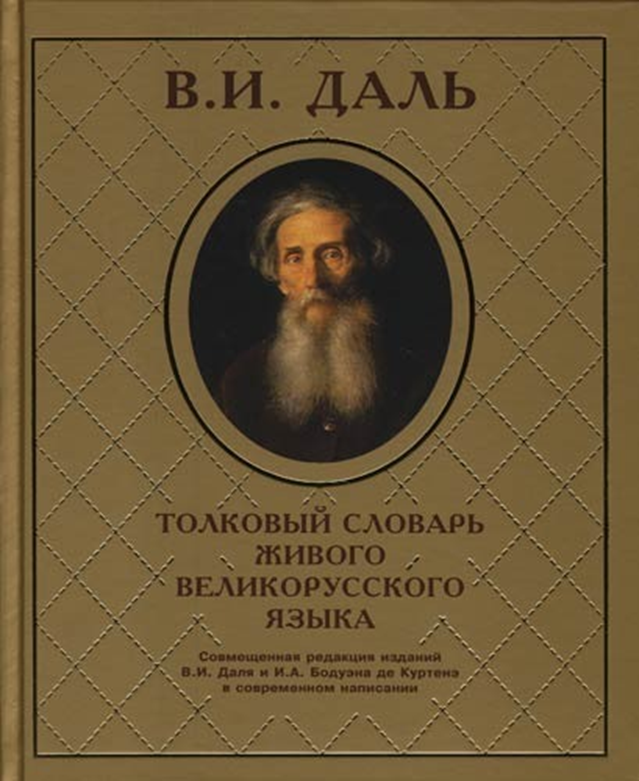 В.И. ДАЛЬ
ТОЛКОВЫЙ СЛОВАРЬ
ЖИВОГО
ВЕЛИКОРУССКОГО
ЯЗЫКА
Совмещенная редакция изданий
В.И. Даля и И.А. Бодуэна де Куртенэ
в современном написании